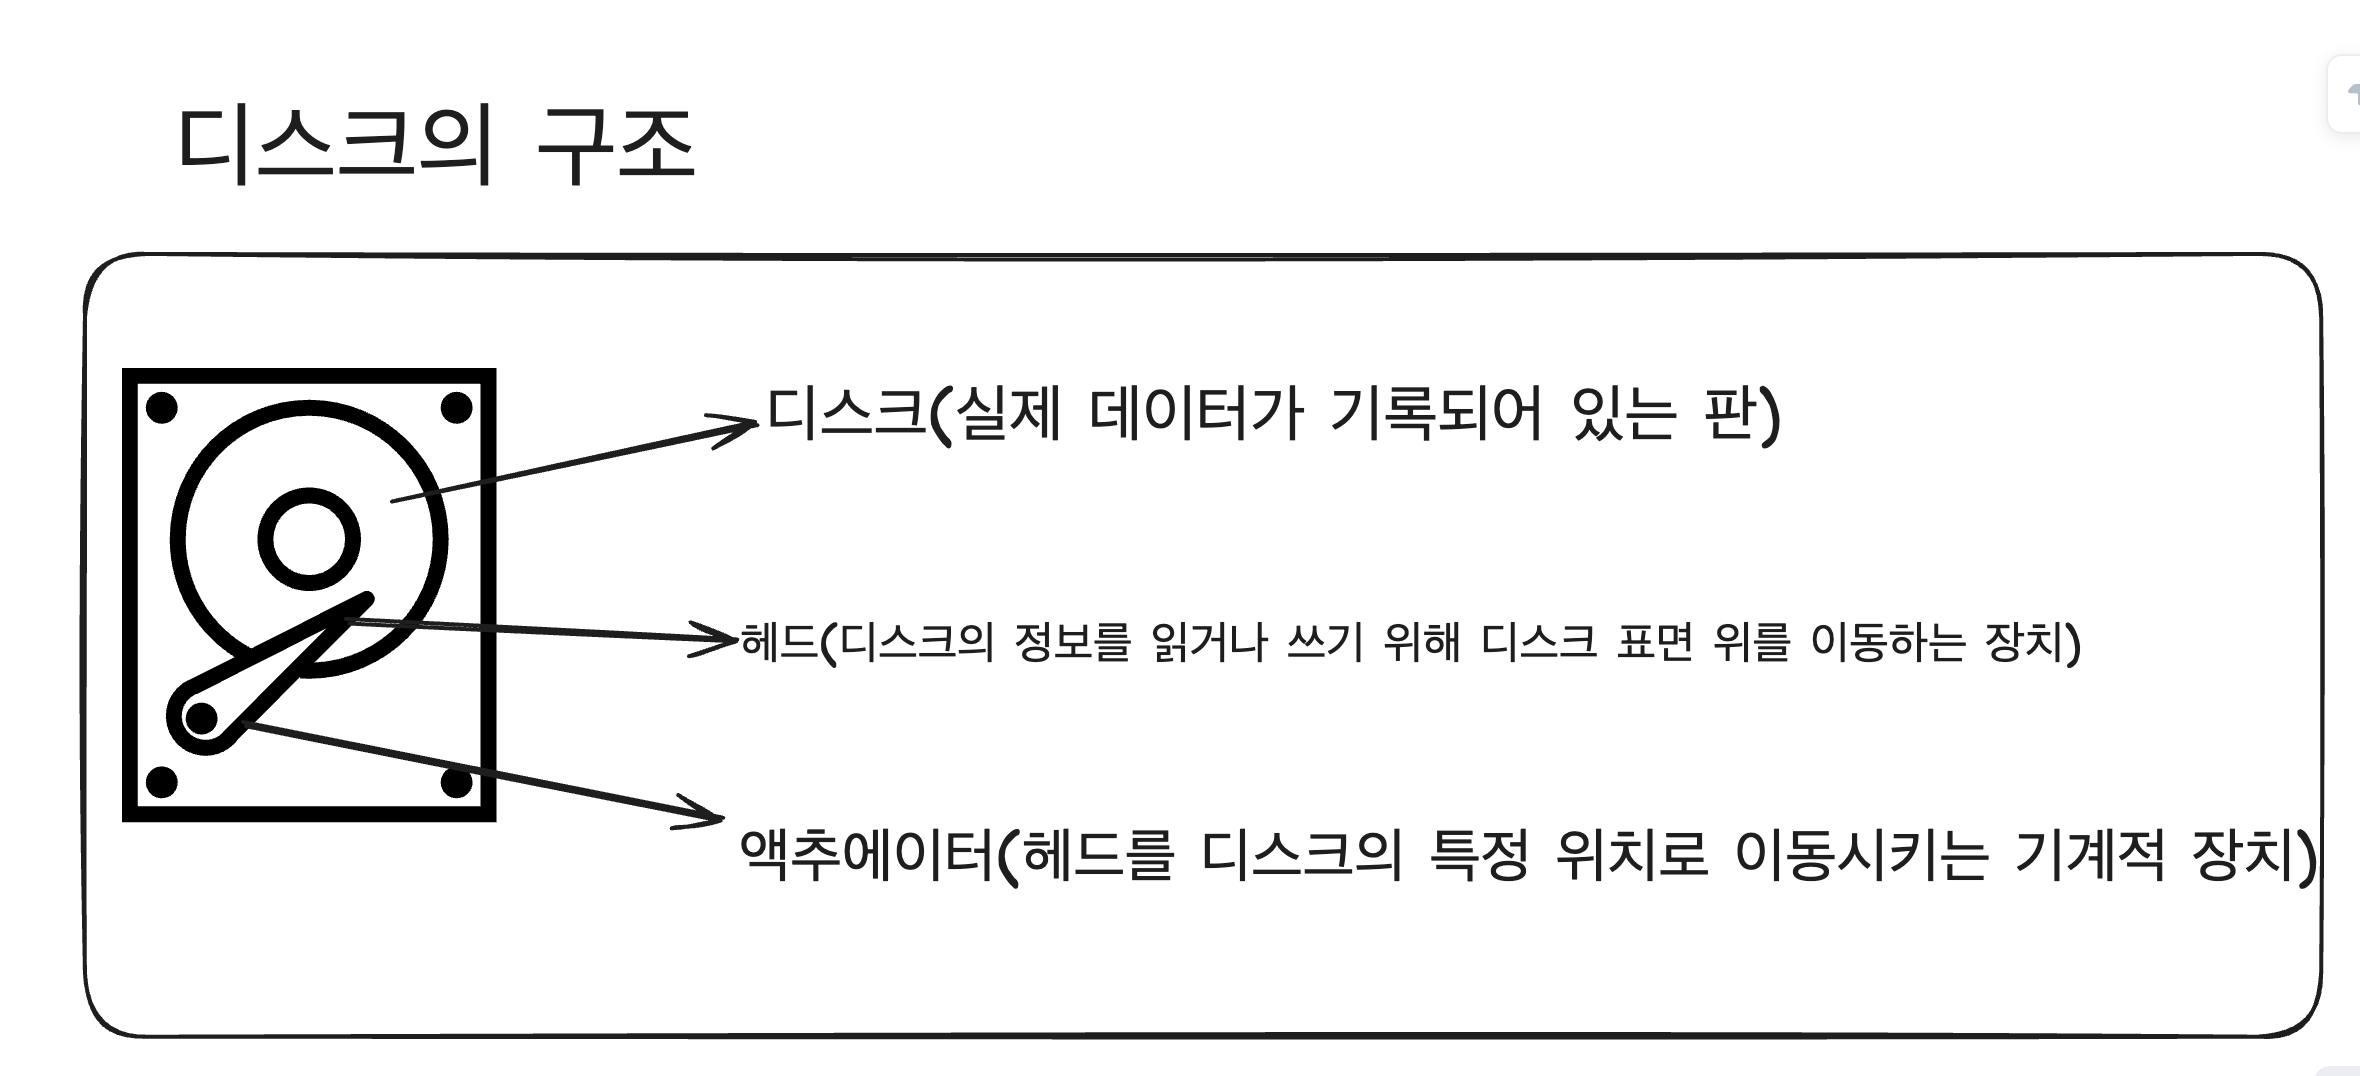 디스크의 구조
디스크(실제 데이터가 기록되어 있는 판)
헤드(디스크의 정보를 읽거나 쓰기 위해 디스크 표면 위를 이동하는 장치)
액추에이터(헤드를 디스크의 특정 위치로 이동시키는 기계적 장치)